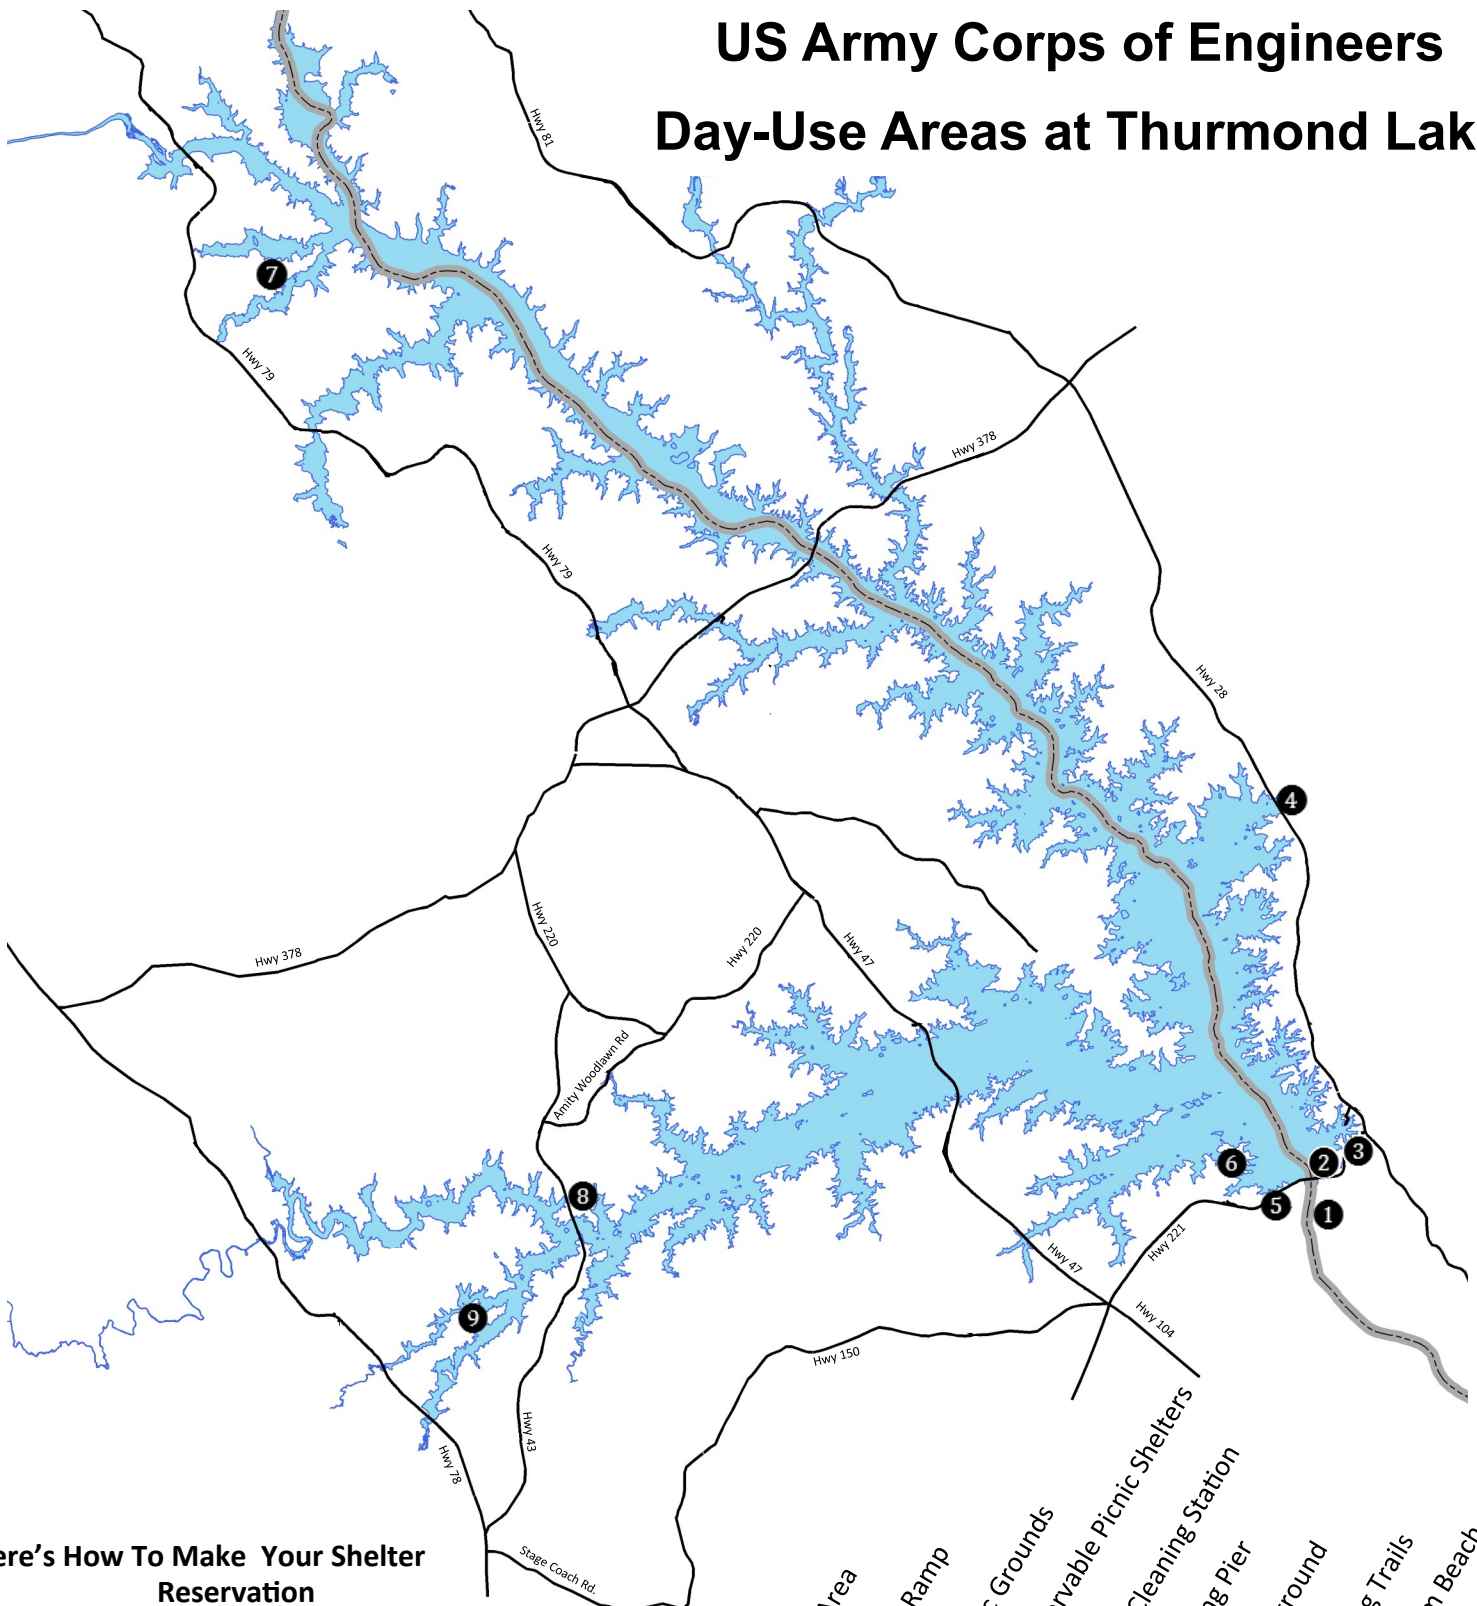 US Army Corps of Engineers
Day-Use Areas at Thurmond Lak
Hwy 81
7
Hwy 79
Hwy 378
Hwy 79
Hwy 28
4
Hwy 220
Hwy 220
Hwy 47
Hwy 378
Amity Woodlawn Rd
2
3
6
8
5
1
Hwy 221
Hwy 47
9
Hwy 104
Hwy 150
Hwy 43
Hwy 78
Stage Coach Rd.
ere's How To Make Your Shelter
Reservation
Area
Ramp
c Grounds
ervable Picnic Shelters
Cleaning Station
ng Pier
round
g Trails
m Beach